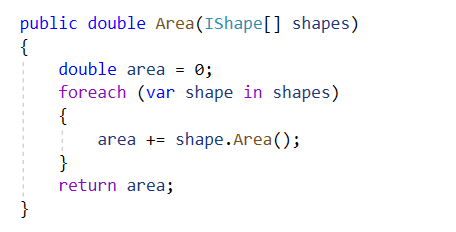 public double Area(IShape[] shapes)
{
    double area = 0;
    foreach (var shape in shapes)
    {
        area += shape.Area();
    }
    return area;
}